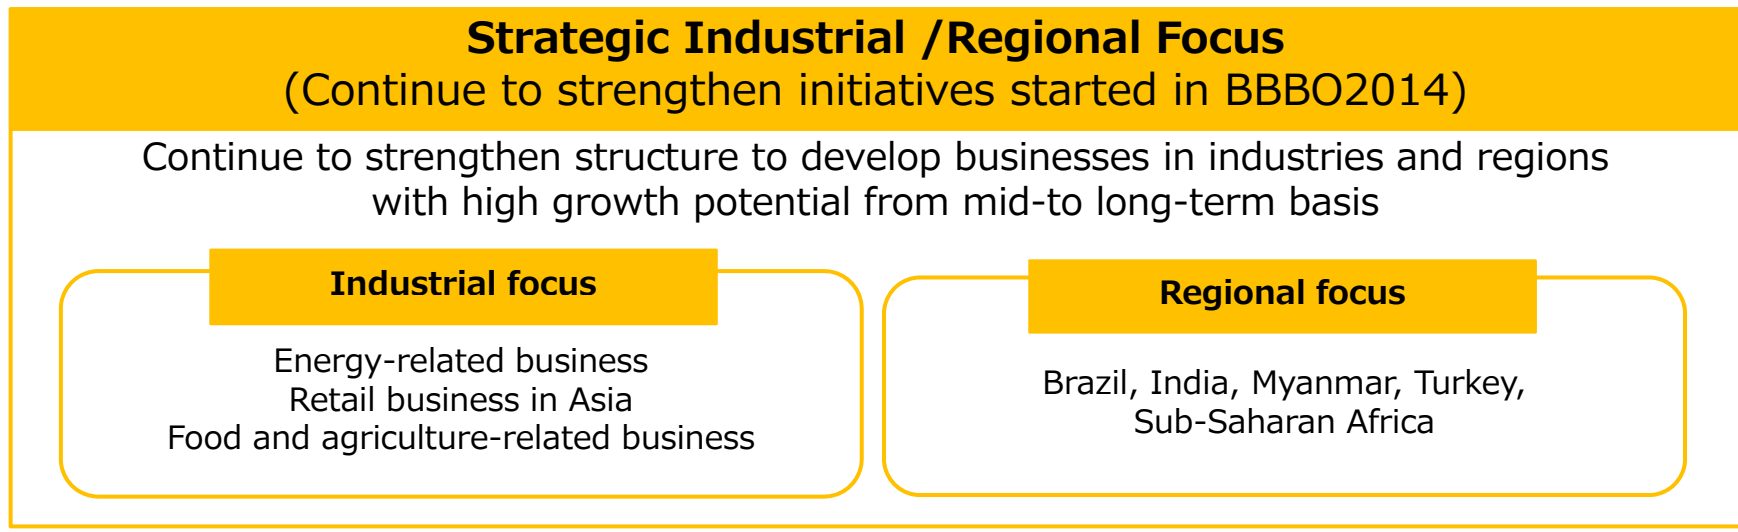 Strategic Industrial /Regional Focus
(Continue to strengthen initiatives started in BBBO2014)
Continue to strengthen structure to develop businesses in industries and regions
with high growth potential from mid-to long-term basis
Industrial focus
Energy-related business
Retail business in Asia
Food and agriculture-related business
Regional focus
Brazil, India, Myanmar, Turkey,
Sub-Saharan Africa